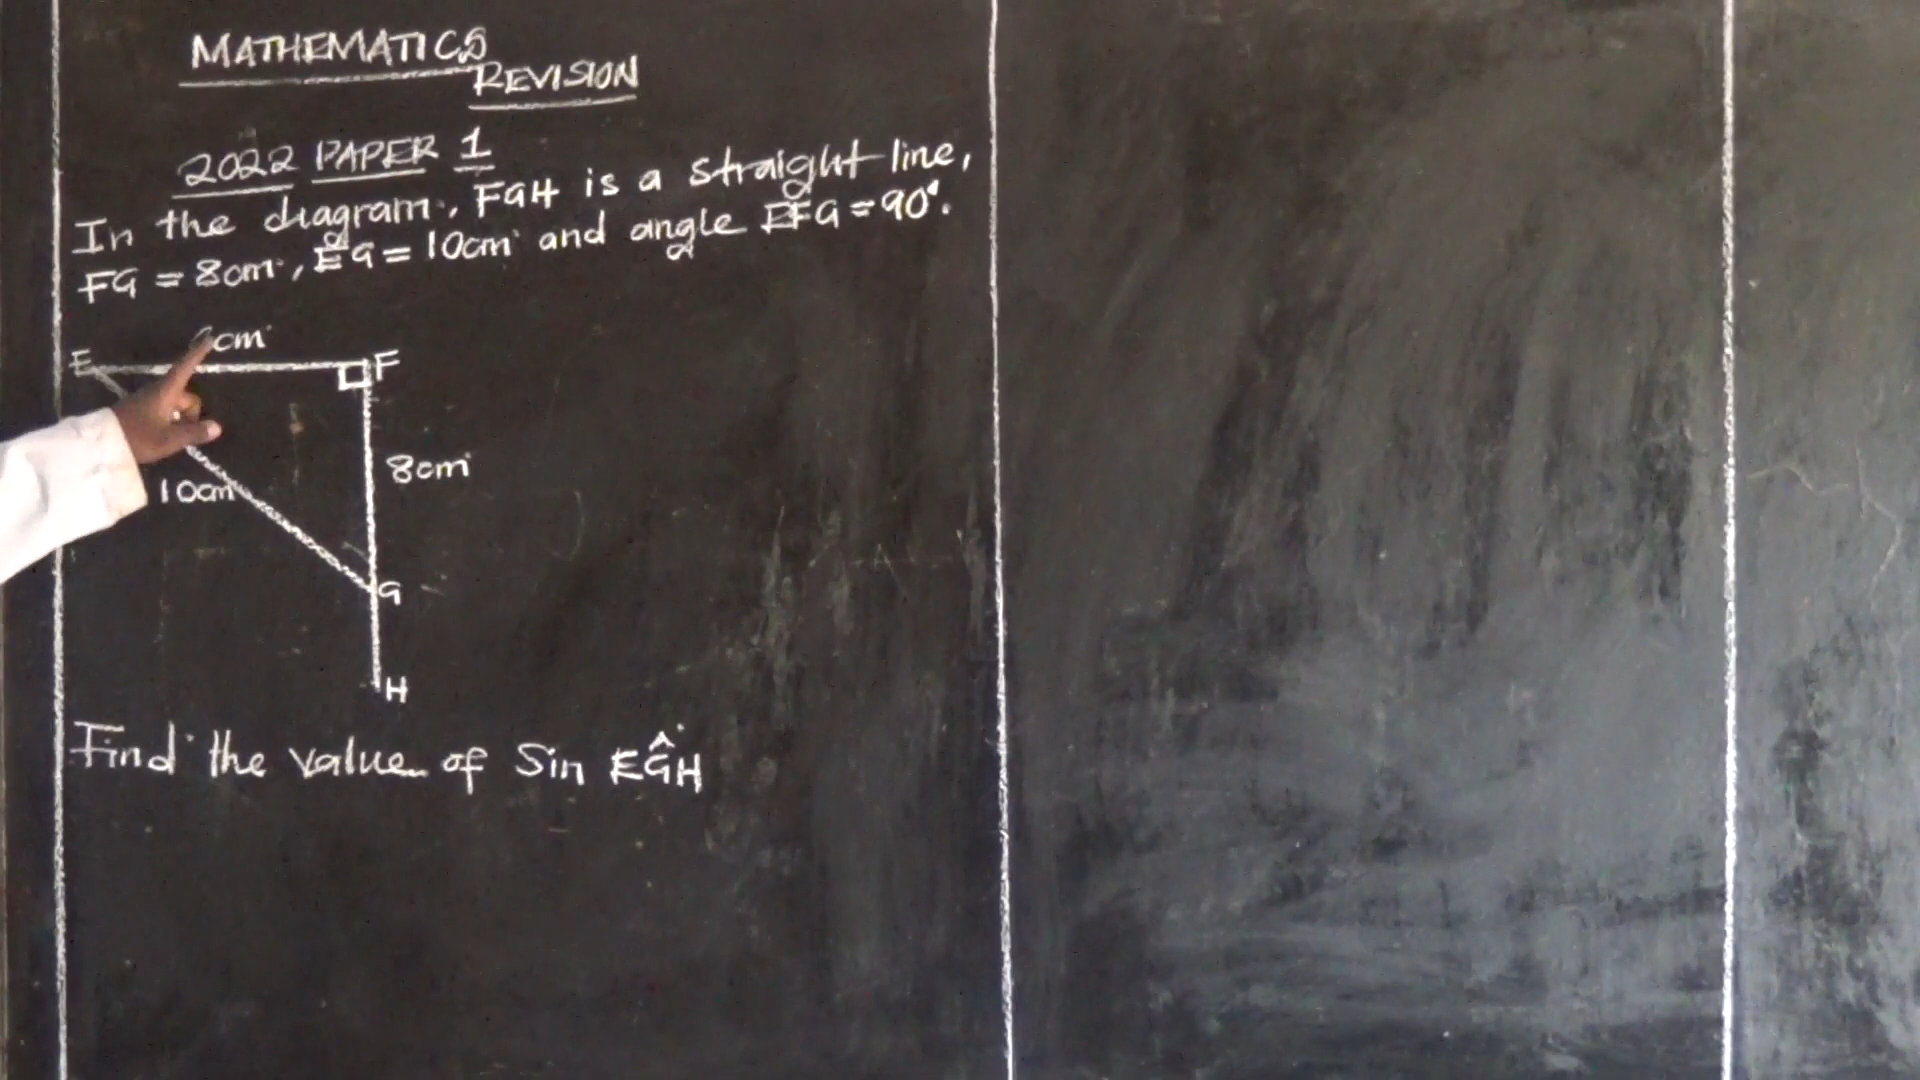 MATHEMATICS
REVISION
2022 PAPER 1
In the diagram, FGH is a straight line,
FG = 8cm, EG = 10cm and angle EFG = 90°.
cm
E
F
8cm
10cm
G
H
Find the value of Sin EĜH